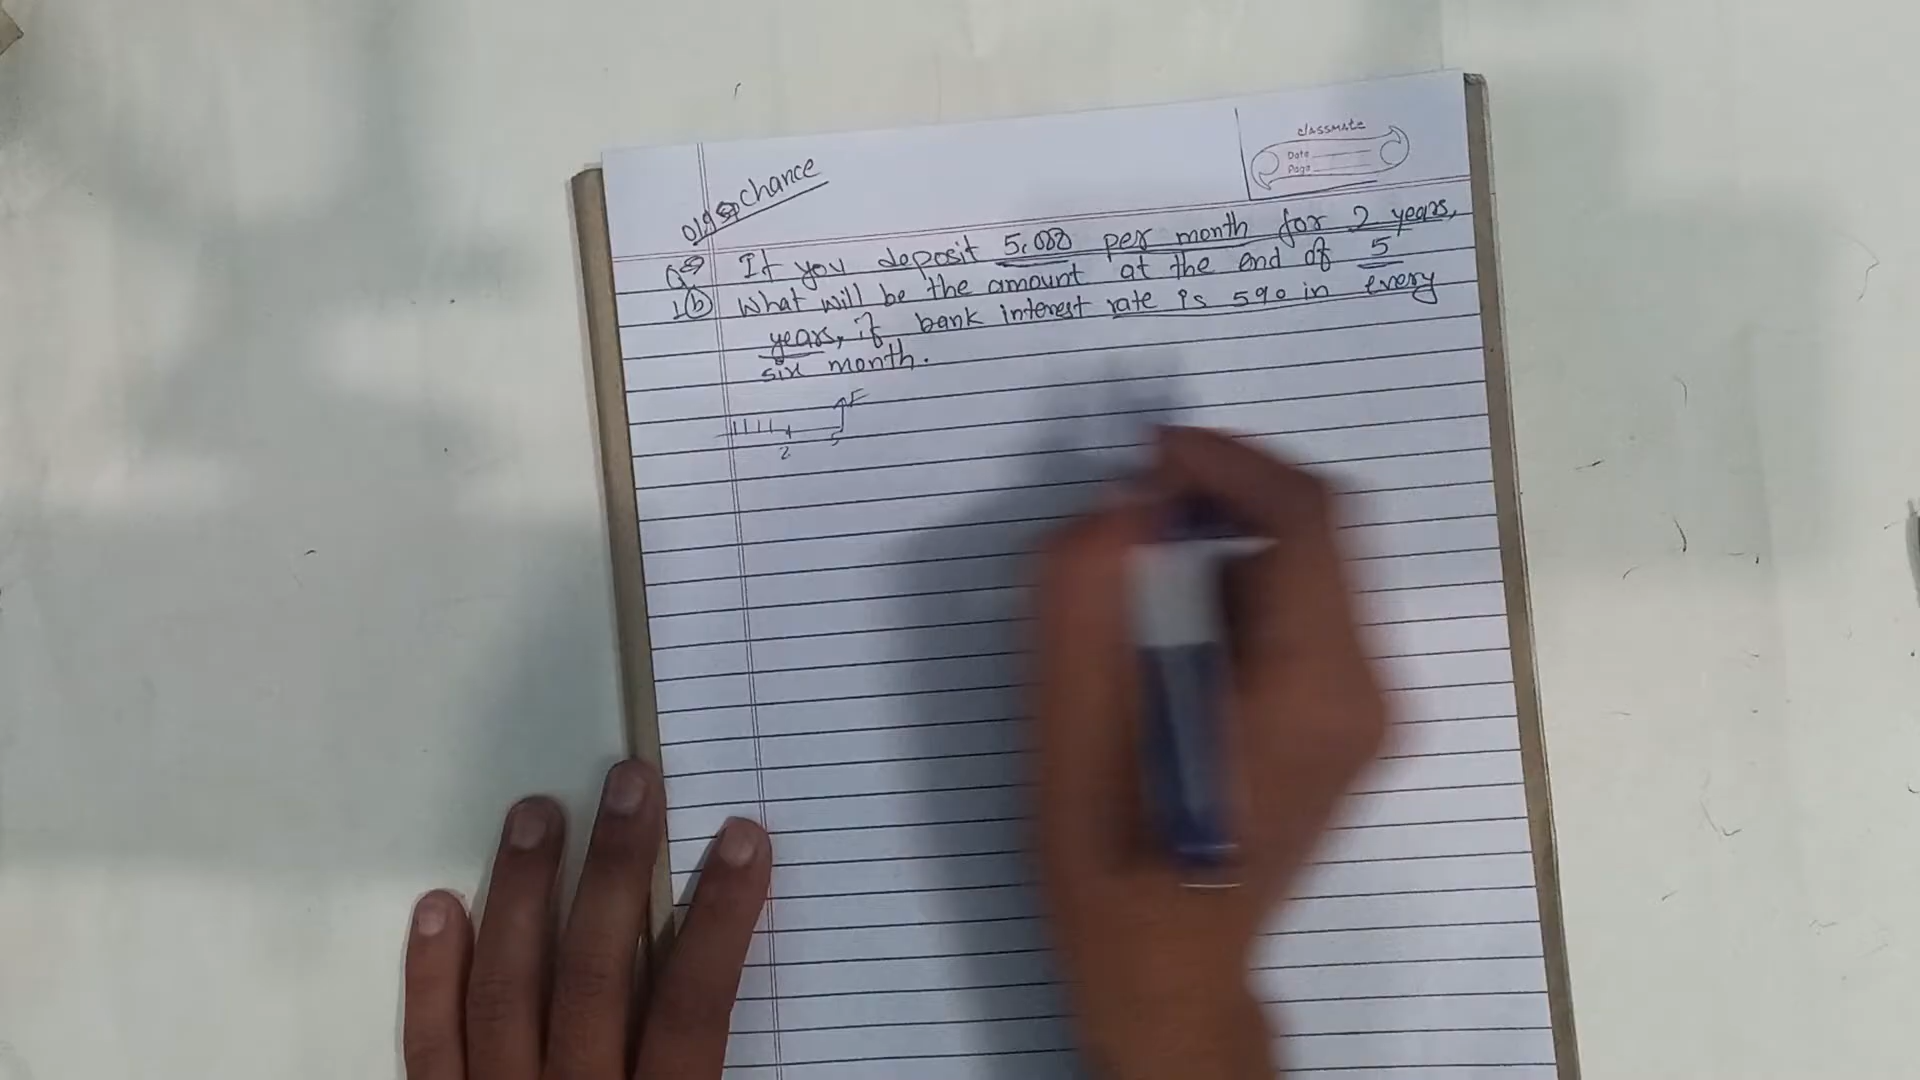 chance
classmate
Date
Page
Q⇒ If you deposit 5,000 per month for 2 years,
1(b) What will be the amount at the end of 5
years, if bank interest rate is 5% in every
six month.
F
2 5